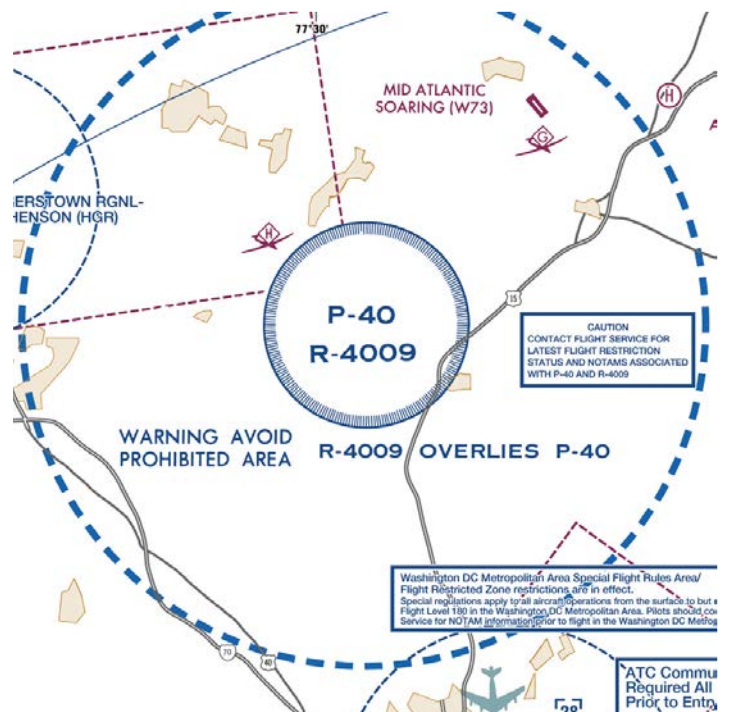 77°30'
MID ATLANTIC
SOARING (W73)
H
G
ERSTOWN RGNL-
HENSON (HGR)
H
P-40
R-4009
15
CAUTION
CONTACT FLIGHT SERVICE FOR
LATEST FLIGHT RESTRICTION
STATUS AND NOTAMS ASSOCIATED
WITH P-40 AND R-4009
WARNING AVOID
PROHIBITED AREA
R-4009 OVERLIES P-40
Washington DC Metropolitan Area Special Flight Rules Area/
Flight Restricted Zone restrictions are in effect.
Special regulations apply to all aircraft operations from the surface to but
Flight Level 180 in the Washington DC Metropolitan Area. Pilots should
Service for NOTAM information prior to flight in the Washington DC
70
40
28
ATC
Required All
Prior to Entry